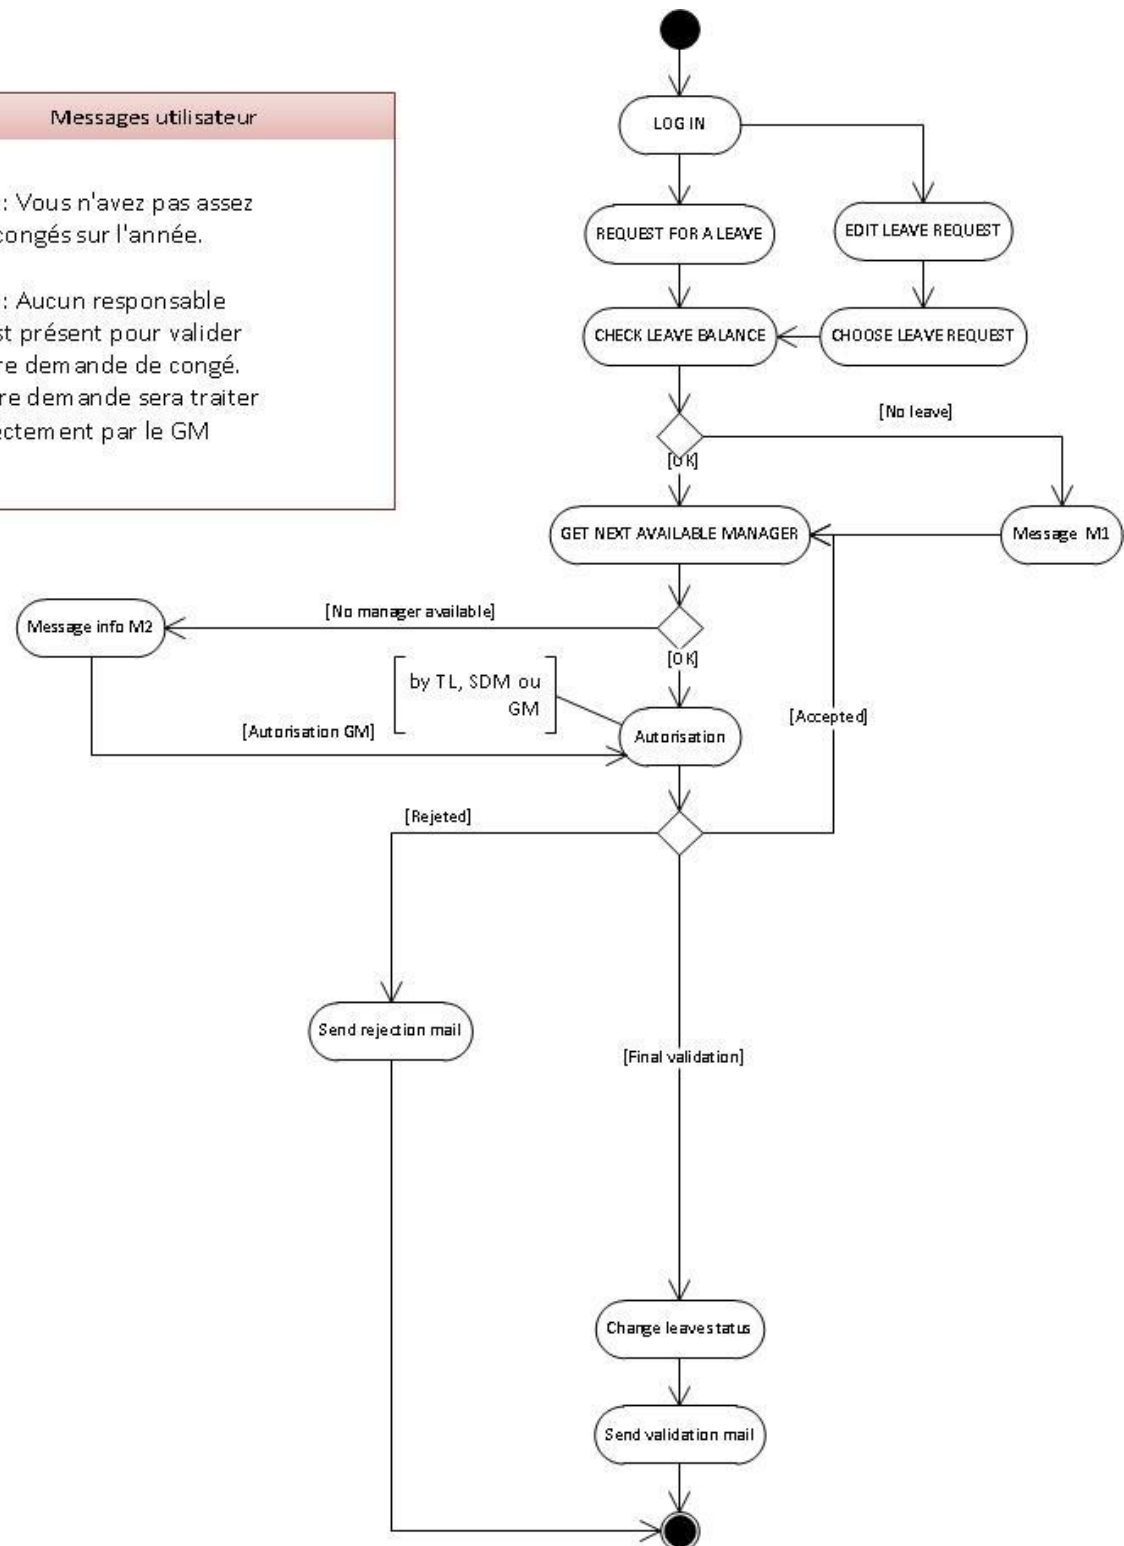 Messages utilisateur
: Vous n'avez pas assez
congés sur l'année.
: Aucun responsable
st présent pour valider
re demande de congé.
re demande sera traiter
ectement par le GM
LOG IN
REQUEST FOR A LEAVE
EDIT LEAVE REQUEST
CHECK LEAVE BALANCE
CHOOSE LEAVE REQUEST
[No leave]
[OK]
GET NEXT AVAILABLE MANAGER
Message M1
[No manager available]
Message info M2
[OK]
by TL, SDM ou
GM
[Accepted]
[Autorisation GM]
Autorisation
[Rejeted]
Send rejection mail
[Final validation]
Change leave status
Send validation mail